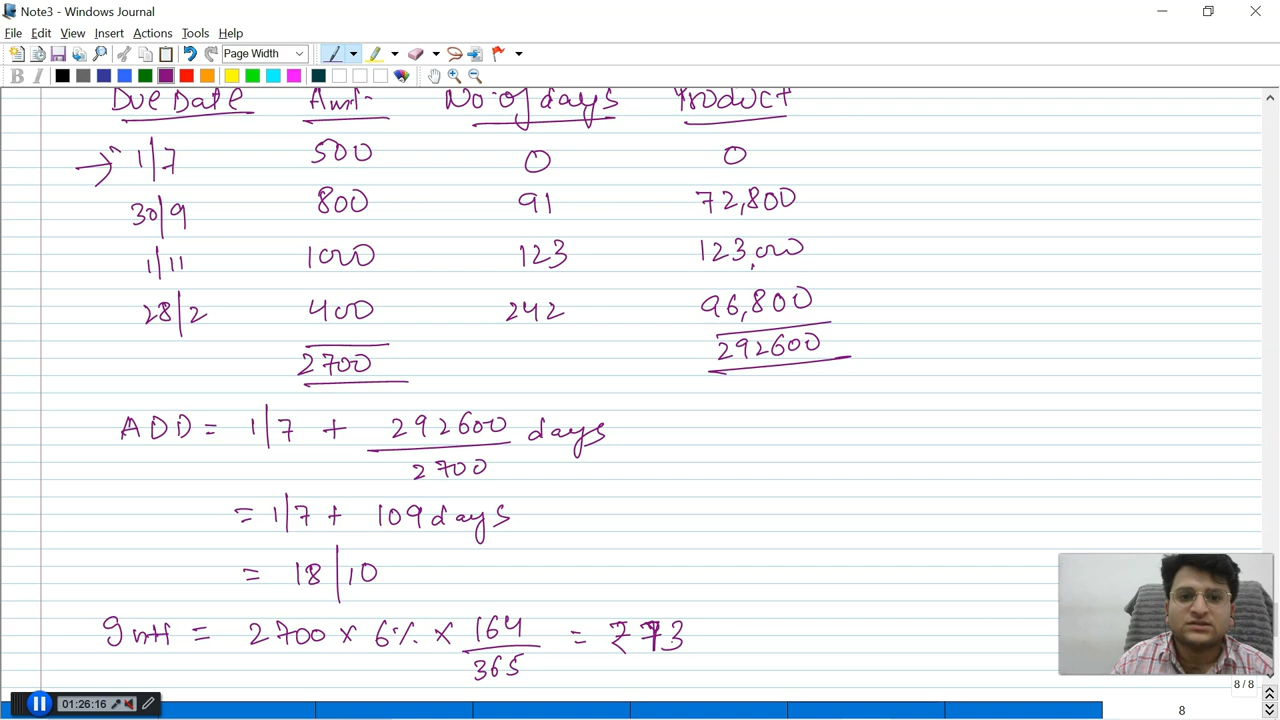 Note3 - Windows Journal
File Edit View Insert Actions Tools Help
Page Width
B I
Due Date Amt. No. of days Product
→ 1/7 500 0 0
30/9 800 91 72,800
1/11 1000 123 123,000
28/2 400 242 96,800
2700 292600
ADD = 1/7 + 292600 days
2700
= 1/7 + 109 days
= 18/10
= 2700 × 6% × 164 = ₹73
365
8 / 8
01:26:16
8